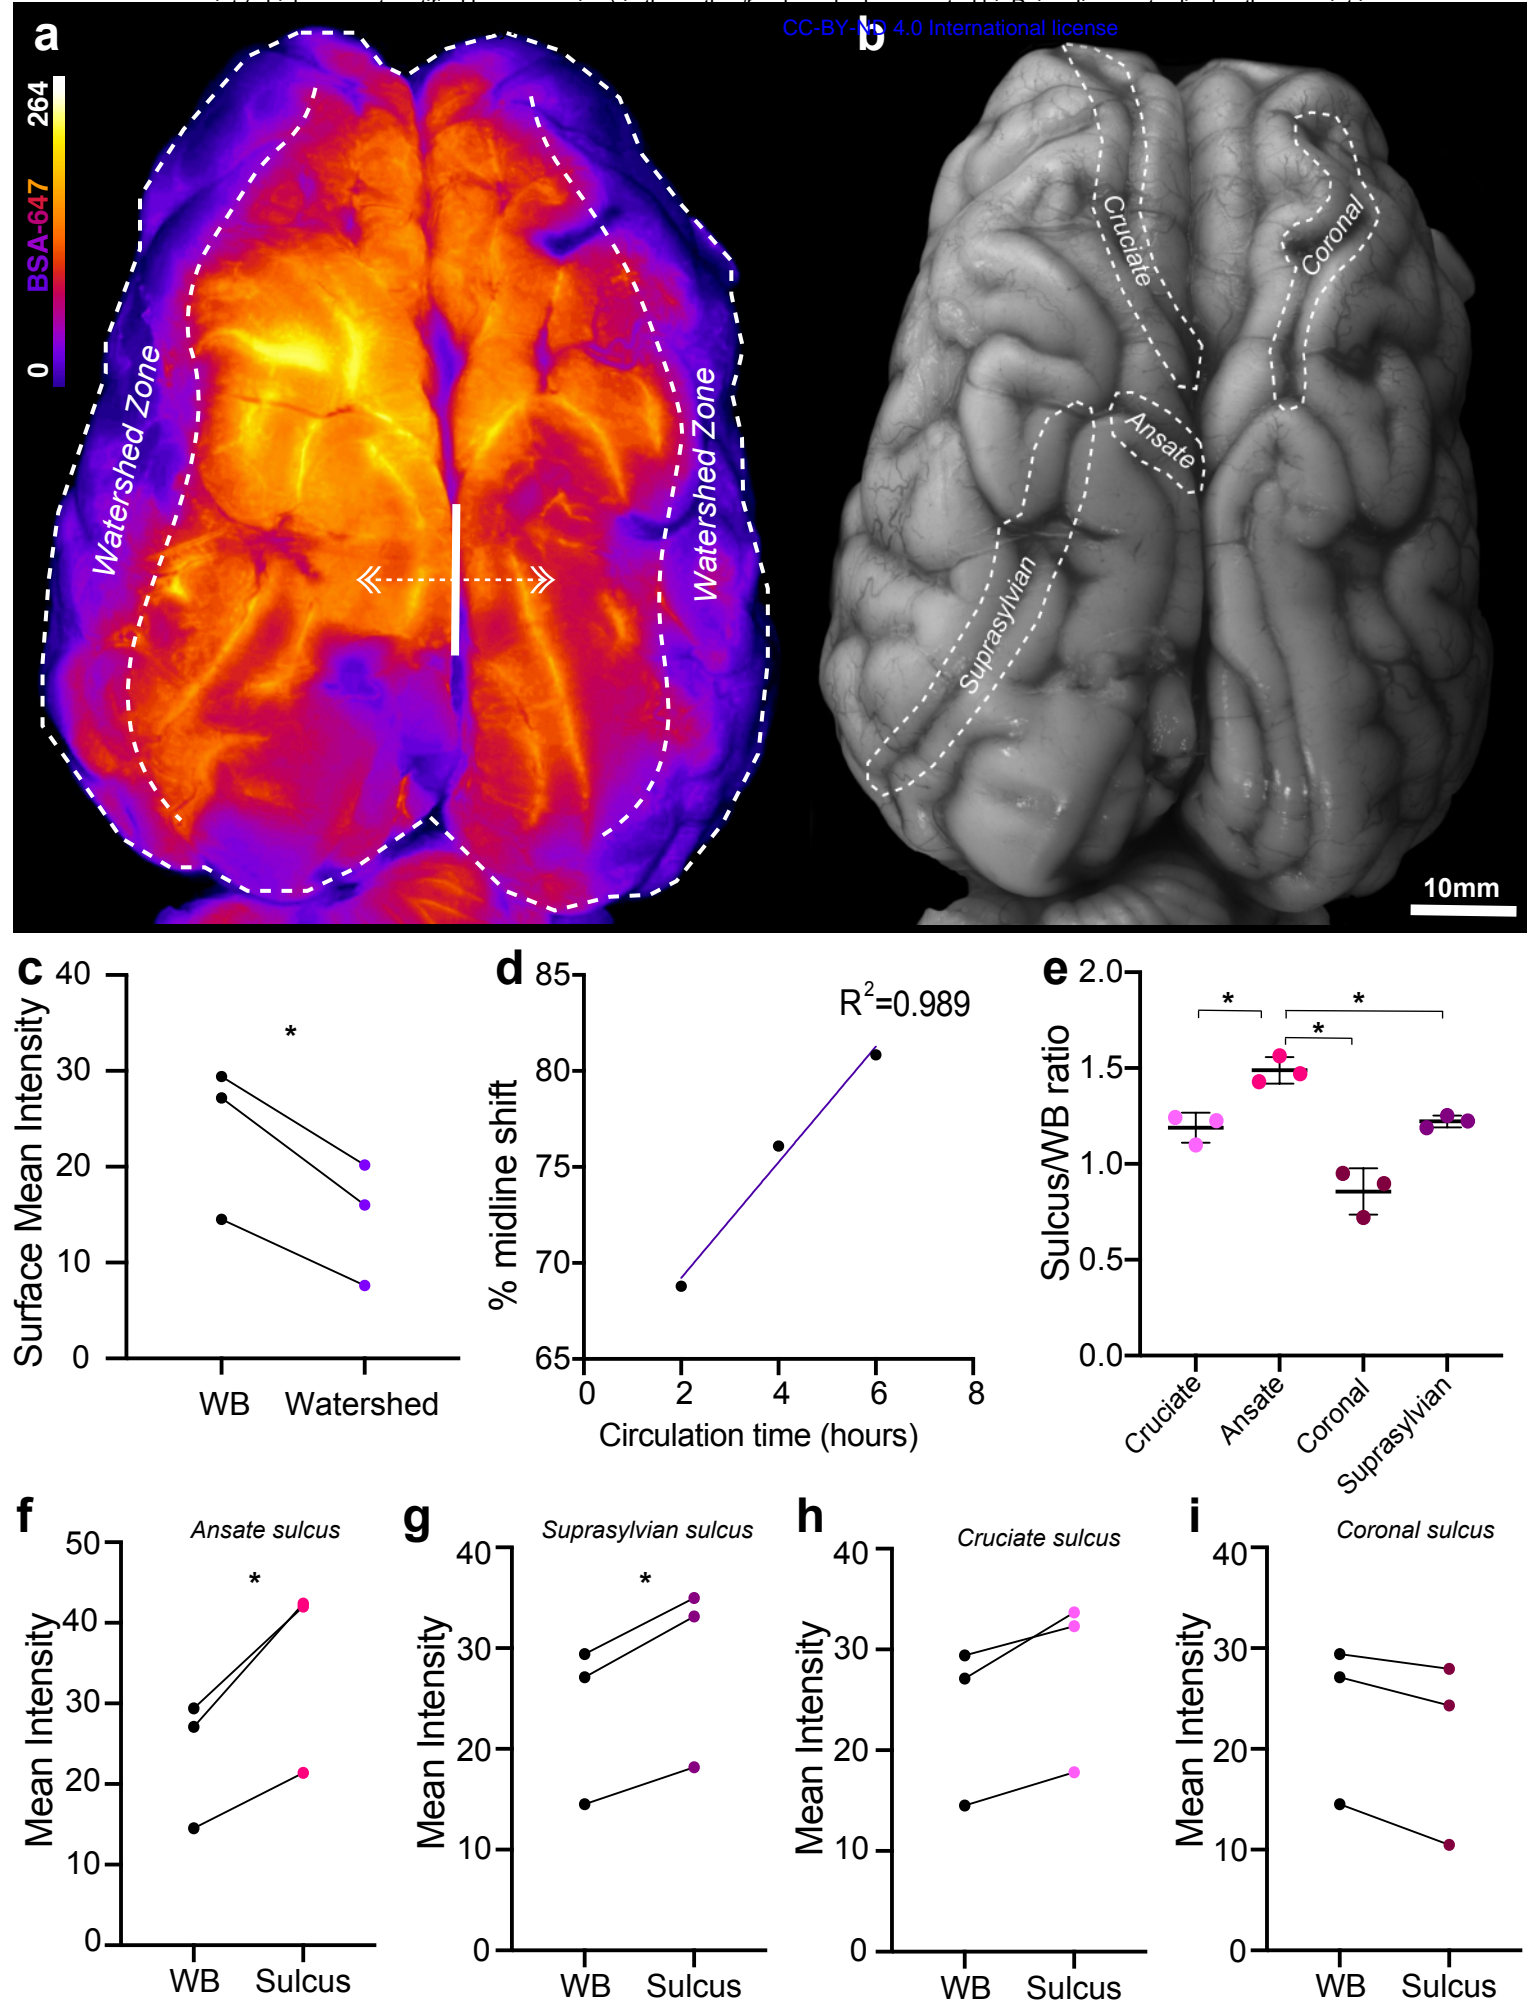 CC-BY-ND 4.0 International license
a
b
264
BSA-647
0
Watershed Zone
Watershed Zone
Cruciate
Coronal
Ansate
Suprasylvian
10mm
c
Surface Mean Intensity
40
30
20
10
0
*
WB
Watershed
d
% midline shift
85
80
75
70
65
R2=0.989
0
2
4
6
8
Circulation time (hours)
e
Sulcus/WB ratio
2.0
1.5
1.0
0.5
0.0
*
*
*
Cruciate
Ansate
Coronal
Suprasylvian
f
Ansate sulcus
Mean Intensity
50
40
30
20
10
0
*
WB
Sulcus
g
Suprasylvian sulcus
Mean Intensity
40
30
20
10
0
*
WB
Sulcus
h
Cruciate sulcus
Mean Intensity
40
30
20
10
0
WB
Sulcus
i
Coronal sulcus
Mean Intensity
40
30
20
10
0
WB
Sulcus